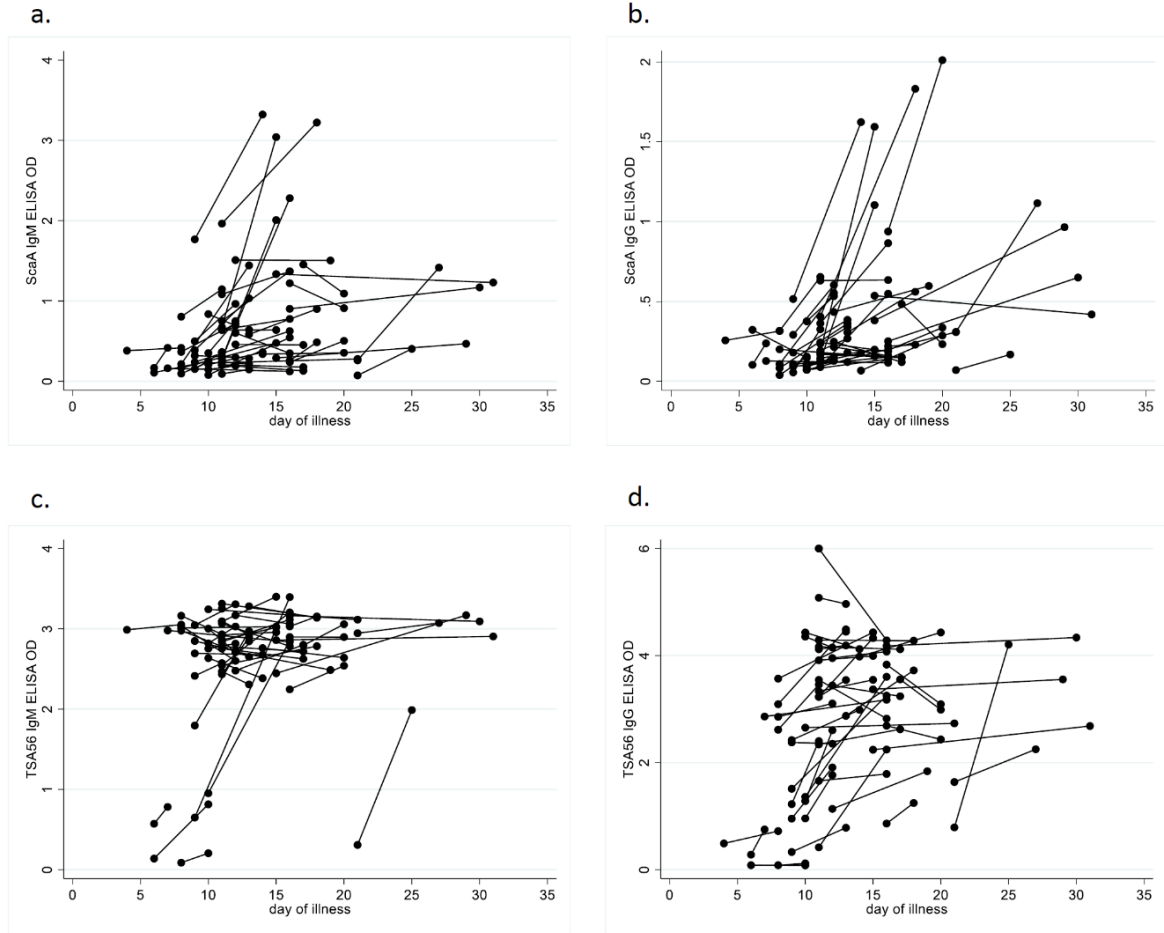 a.
ScaA IgM ELISA OD
4
3
2
1
0
0 5 10 15 20 25 30 35
day of illness
b.
ScaA IgG ELISA OD
2
1.5
1
.5
0
0 5 10 15 20 25 30 35
day of illness
c.
TSA56 IgM ELISA OD
4
3
2
1
0
0 5 10 15 20 25 30 35
day of illness
d.
TSA56 IgG ELISA OD
6
4
2
0
0 5 10 15 20 25 30 35
day of illness